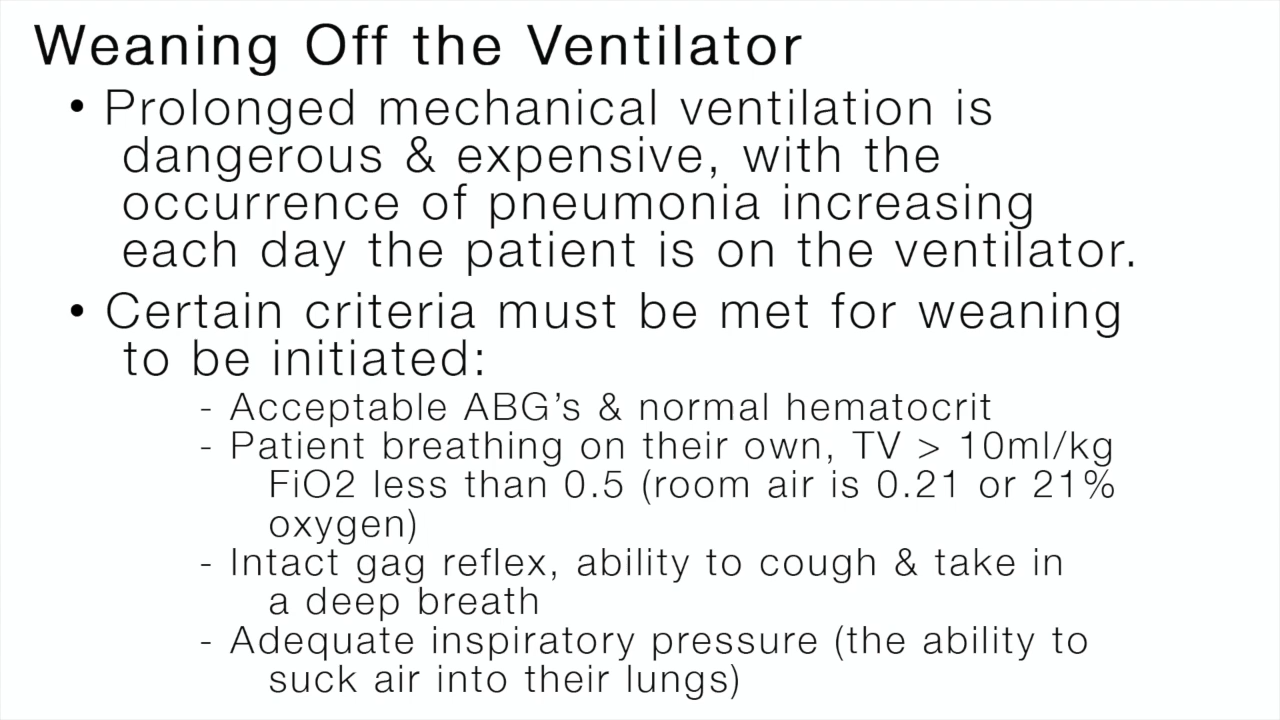 Weaning Off the Ventilator
• Prolonged mechanical ventilation is
dangerous & expensive, with the
occurrence of pneumonia increasing
each day the patient is on the ventilator.
• Certain criteria must be met for weaning
to be initiated:
- Acceptable ABG’s & normal hematocrit
- Patient breathing on their own, TV > 10ml/kg
FiO2 less than 0.5 (room air is 0.21 or 21%
oxygen)
- Intact gag reflex, ability to cough & take in
a deep breath
- Adequate inspiratory pressure (the ability to
suck air into their lungs)